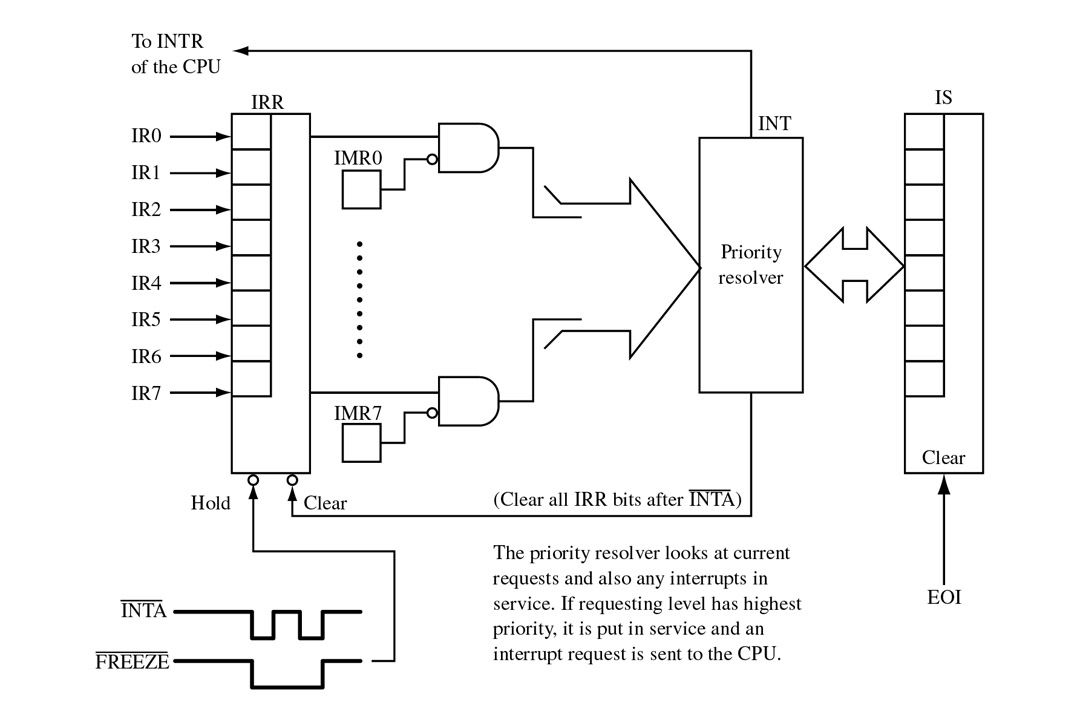 To INTR
of the CPU
IRR
IS
INT
IR0
IR1
IR2
IR3
IR4
IR5
IR6
IR7
IMR0
IMR7
Priority
resolver
Clear
Hold
Clear
(Clear all IRR bits after I̅N̅T̅A̅)
The priority resolver looks at current
requests and also any interrupts in
service. If requesting level has highest
priority, it is put in service and an
interrupt request is sent to the CPU.
EOI
I̅N̅T̅A̅
F̅R̅E̅E̅Z̅E̅